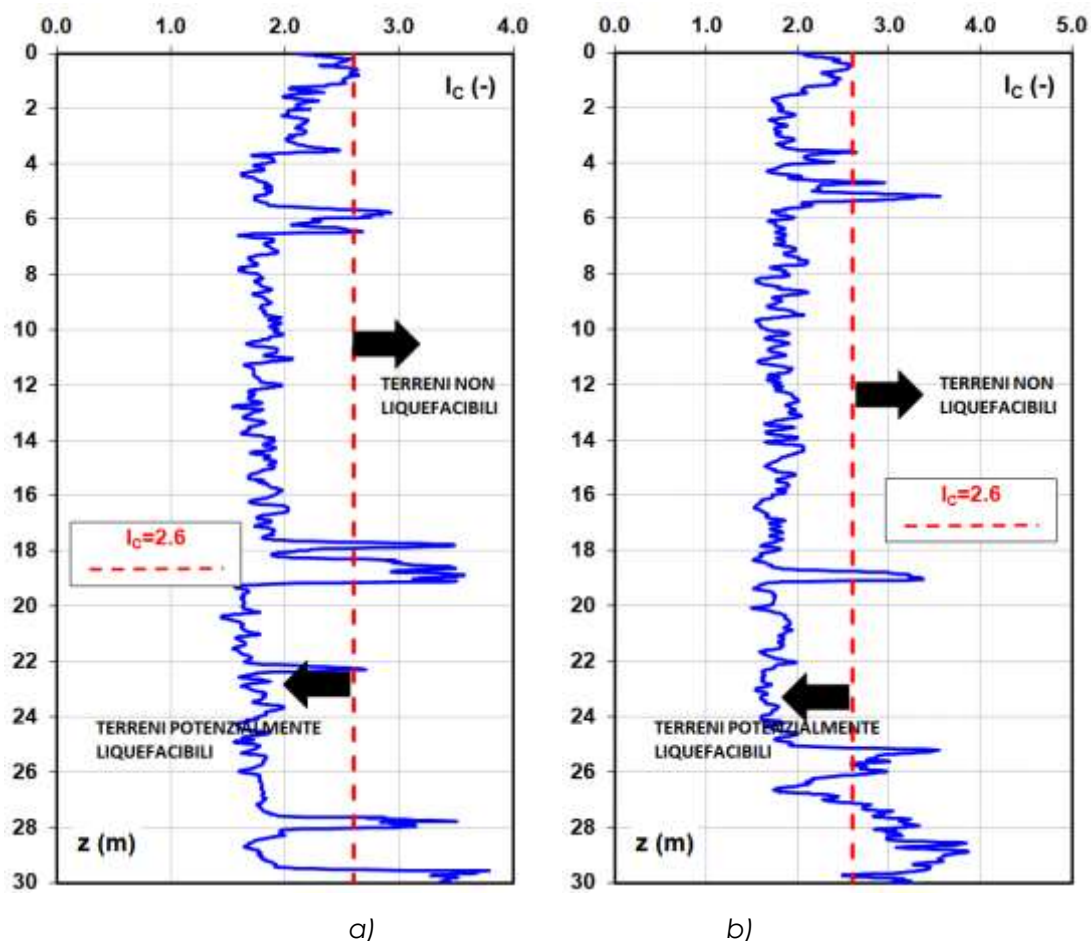 0.0 1.0 2.0 3.0 4.0
0
2
4
6
8
10
12
14
16
18
20
22
24
26
28
30
I_C (-)
TERRENI NON
LIQUEFACIBILI
I_C=2.6
TERRENI POTENZIALMENTE
LIQUEFACIBILI
z (m)
a)
0.0 1.0 2.0 3.0 4.0 5.0
0
2
4
6
8
10
12
14
16
18
20
22
24
26
28
30
I_C (-)
TERRENI NON
LIQUEFACIBILI
I_C=2.6
TERRENI POTENZIALMENTE
LIQUEFACIBILI
z (m)
b)